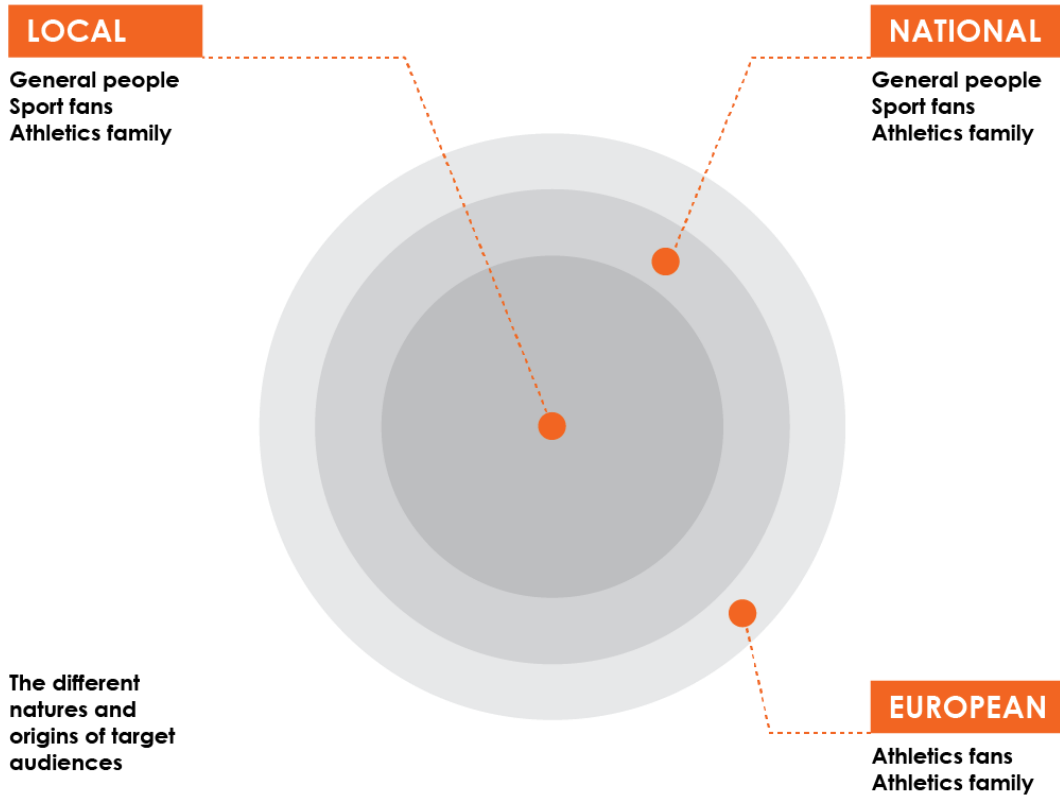 LOCAL
General people
Sport fans
Athletics family
NATIONAL
General people
Sport fans
Athletics family
The different
natures and
origins of target
audiences
EUROPEAN
Athletics fans
Athletics family